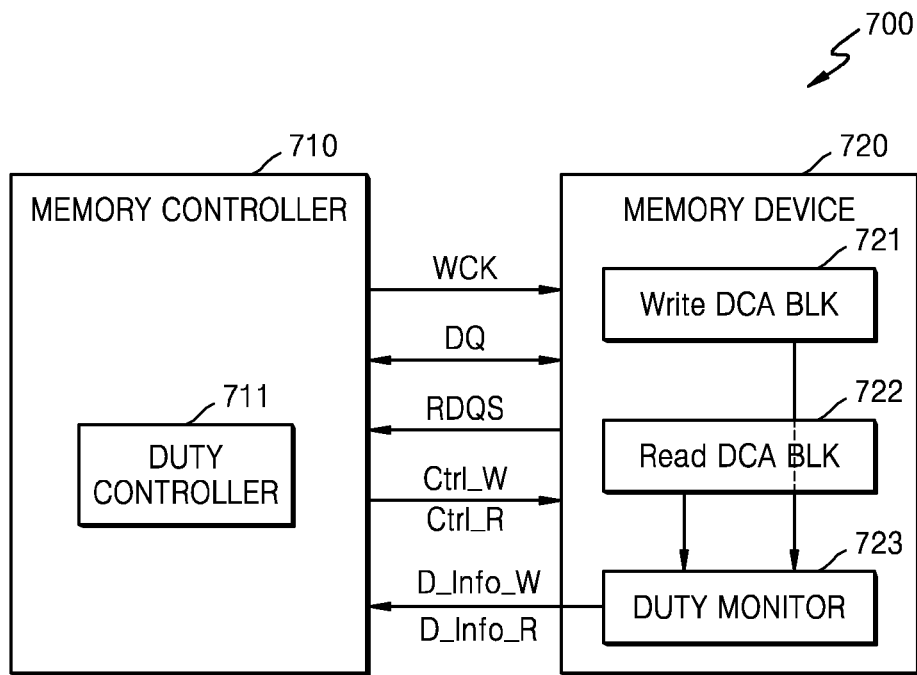 700
710
720
MEMORY CONTROLLER
MEMORY DEVICE
721
WCK
Write DCA BLK
DQ
711
722
RDQS
DUTY
CONTROLLER
Read DCA BLK
Ctrl_W
Ctrl_R
723
D_Info_W
DUTY MONITOR
D_Info_R